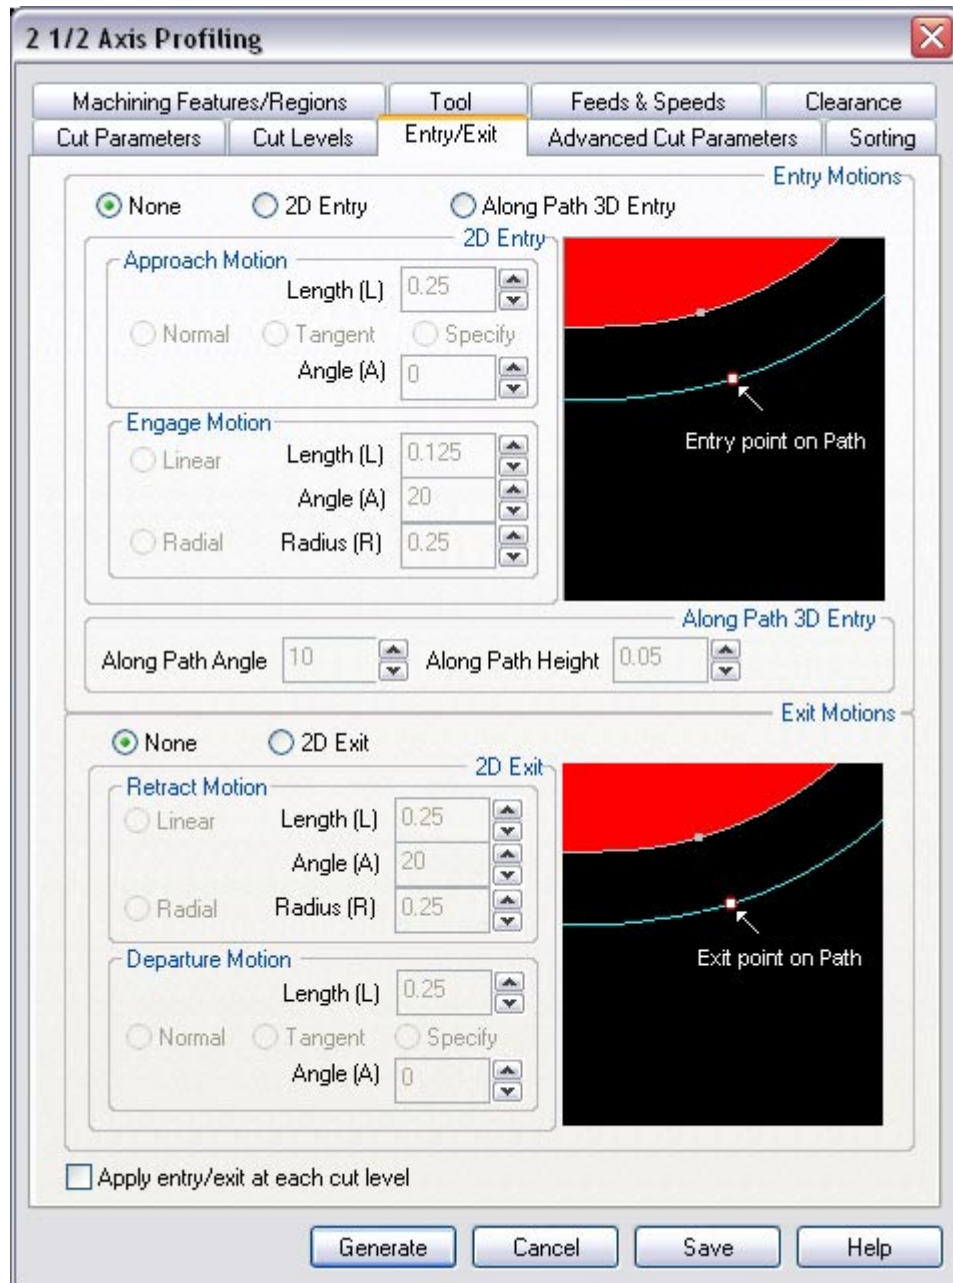 2 1/2 Axis Profiling
Machining Features/Regions Tool Feeds & Speeds Clearance
Cut Parameters Cut Levels Entry/Exit Advanced Cut Parameters Sorting
Entry Motions
None 2D Entry Along Path 3D Entry
2D Entry
Approach Motion
Length (L) 0.25
Normal Tangent Specify
Angle (A) 0
Engage Motion
Linear Length (L) 0.125
Angle (A) 20
Radial Radius (R) 0.25
Entry point on Path
Along Path 3D Entry
Along Path Angle 10 Along Path Height 0.05
Exit Motions
None 2D Exit
2D Exit
Retract Motion
Linear Length (L) 0.25
Angle (A) 20
Radial Radius (R) 0.25
Departure Motion
Length (L) 0.25
Normal Tangent Specify
Angle (A) 0
Exit point on Path
Apply entry/exit at each cut level
Generate Cancel Save Help